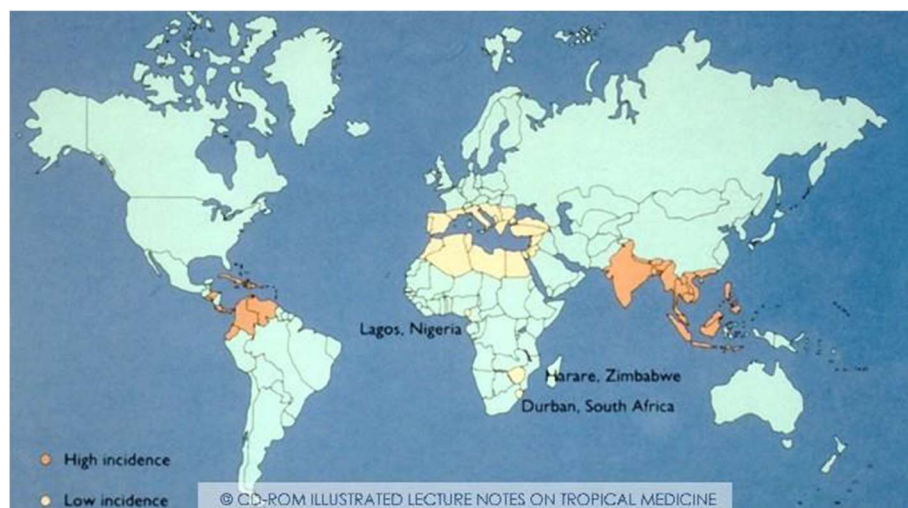 Lagos, Nigeria
Harare, Zimbabwe
Durban, South Africa
High incidence
Low incidence
@ CD-ROM ILLUSTRATED LECTURE NOTES ON TROPICAL MEDICINE